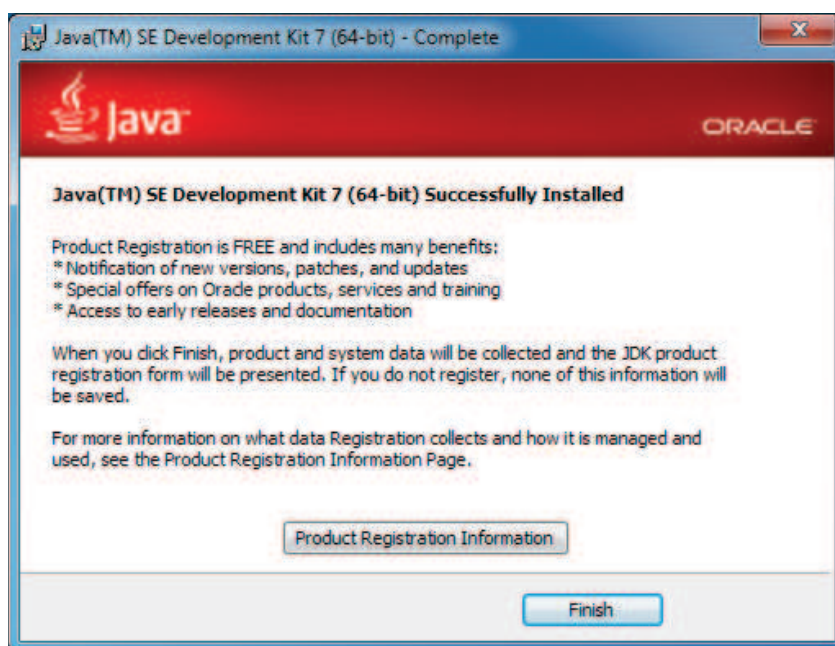 Java(TM) SE Development Kit 7 (64-bit) - Complete
Java™
ORACLE
Java(TM) SE Development Kit 7 (64-bit) Successfully Installed
Product Registration is FREE and includes many benefits:
* Notification of new versions, patches, and updates
* Special offers on Oracle products, services and training
* Access to early releases and documentation
When you click Finish, product and system data will be collected and the JDK product
registration form will be presented. If you do not register, none of this information will
be saved.
For more information on what data Registration collects and how it is managed and
used, see the Product Registration Information Page.
Product Registration Information
Finish